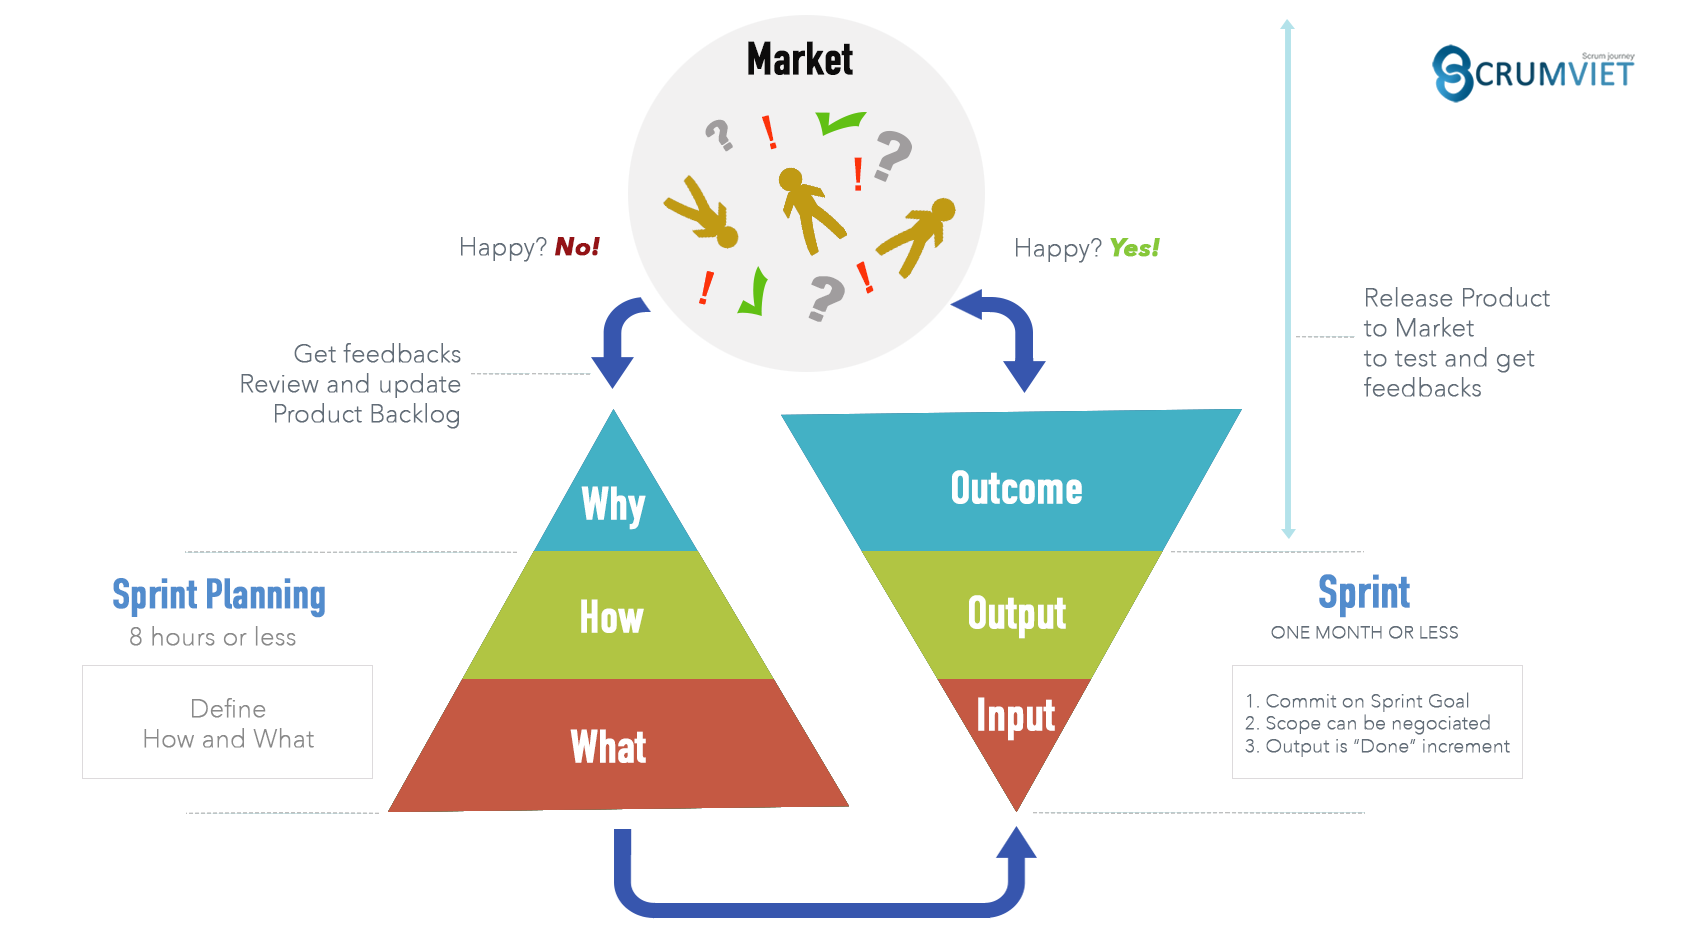 Market
Scrum journey
SCRUMVIET
? ! ✓ ?
!
Happy? No!
Happy? Yes!
! ✓ ? !
Release Product
to Market
to test and get
feedbacks
Get feedbacks
Review and update
Product Backlog
Why
Outcome
Sprint Planning
8 hours or less
How
Output
Sprint
ONE MONTH OR LESS
Define
How and What
What
Input
1. Commit on Sprint Goal
2. Scope can be negociated
3. Output is “Done” increment